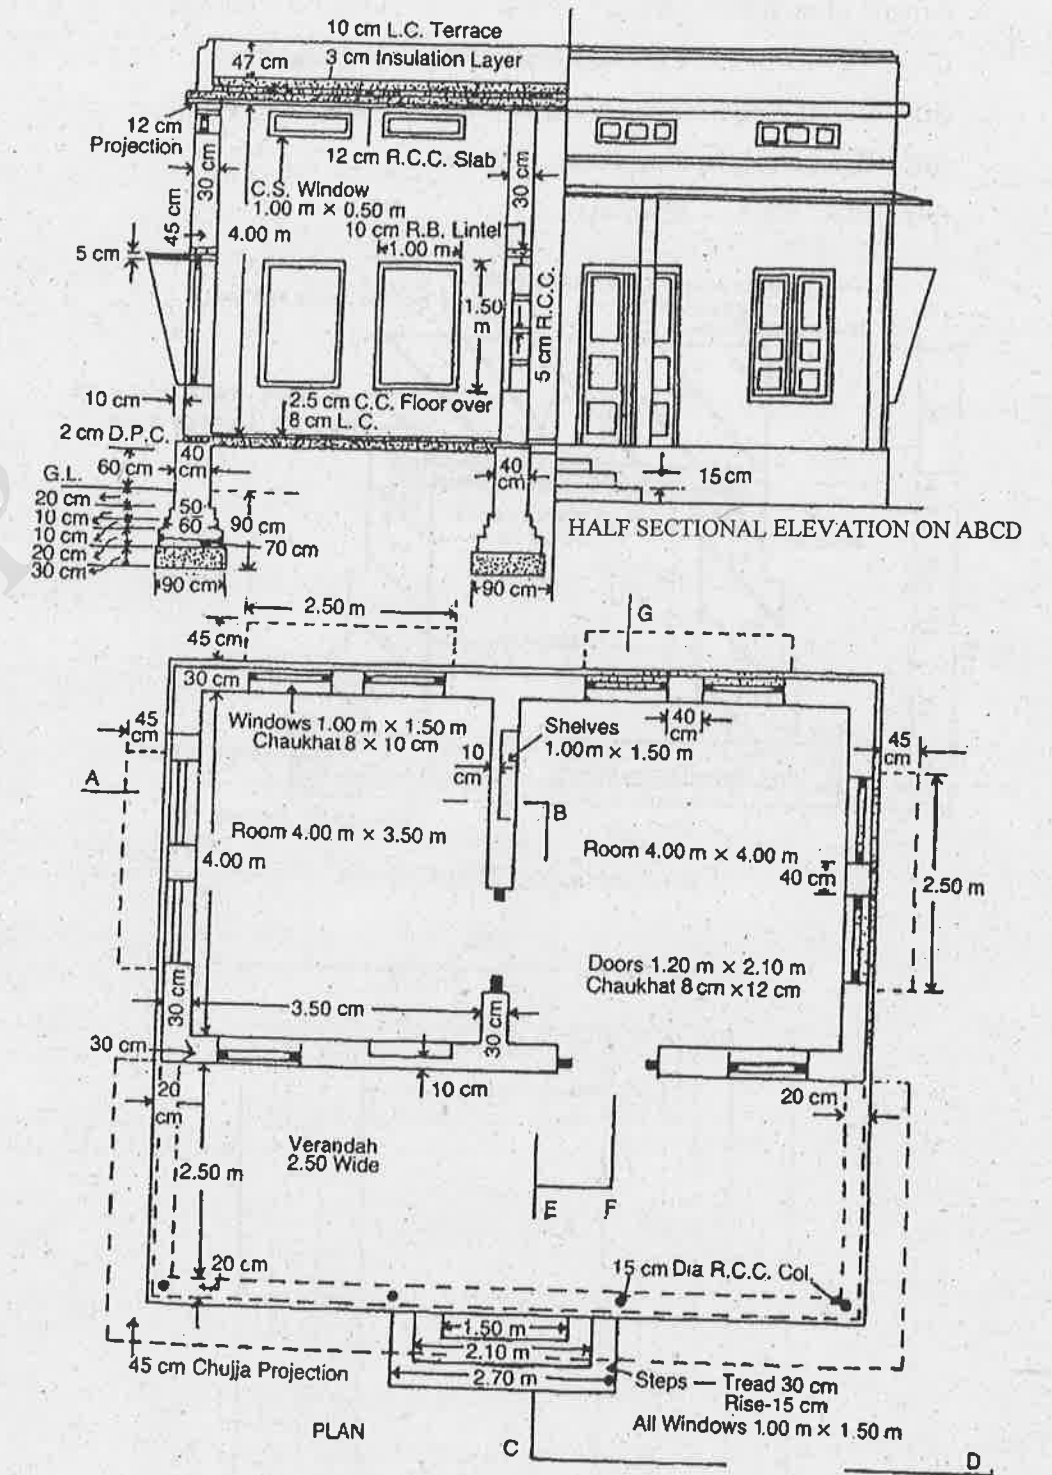 10 cm L.C. Terrace
47 cm
3 cm Insulation Layer
12 cm
Projection
12 cm R.C.C. Slab
30 cm
C.S. Window
1.00 m × 0.50 m
30 cm
45 cm
4.00 m
10 cm R.B. Lintel
1.00 m
5 cm
1.50
m
5 cm R.C.C.
10 cm
2.5 cm C.C. Floor over
8 cm L. C.
2 cm D.P.C.
60 cm
40
cm
40
cm
15 cm
G.L.
20 cm
10 cm
10 cm
20 cm
30 cm
50
60
90 cm
70 cm
HALF SECTIONAL ELEVATION ON ABCD
90 cm
90 cm
2.50 m
G
45 cm
30 cm
Windows 1.00 m × 1.50 m
Chaukhat 8 × 10 cm
40
cm
Shelves
1.00m × 1.50 m
45
cm
45
cm
10
cm
A
B
Room 4.00 m × 3.50 m
4.00 m
Room 4.00 m × 4.00 m
40 cm
2.50 m
Doors 1.20 m × 2.10 m
Chaukhat 8 cm ×12 cm
30 cm
3.50 cm
30 cm
30 cm
10 cm
20
cm
20 cm
Verandah
2.50 Wide
2.50 m
E
F
20 cm
15 cm Dia R.C.C. Col.
1.50 m
2.10 m
2.70 m
45 cm Chujja Projection
Steps — Tread 30 cm
Rise-15 cm
All Windows 1.00 m × 1.50 m
PLAN
C
D